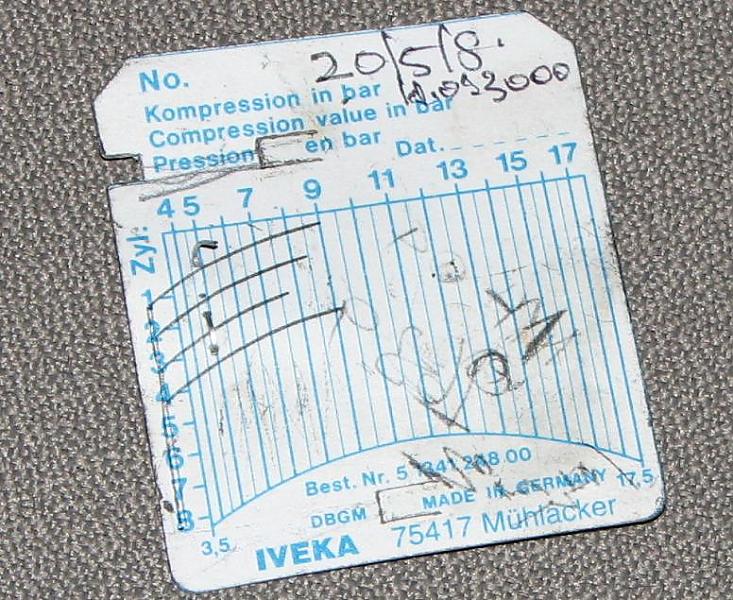 No. 20/5/8.
Kompression in bar
Compression value in bar
Pression en bar Dat.
4 5 7 9 11 13 15 17
Zyl.
1
2
3
4
5
6
7
8
3,5
17,5
Best. Nr.
DBGM MADE IN GERMANY
IVEKA 75417 Mühlacker